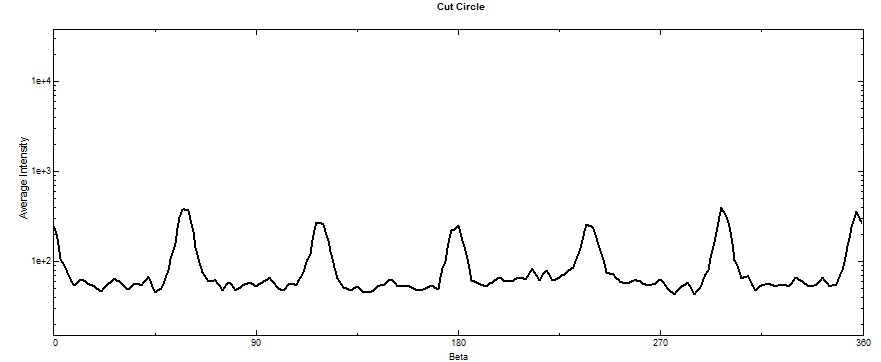 Cut Circle
1e+4
1e+3
1e+2
Average Intensity
0 90 180 270 360
Beta